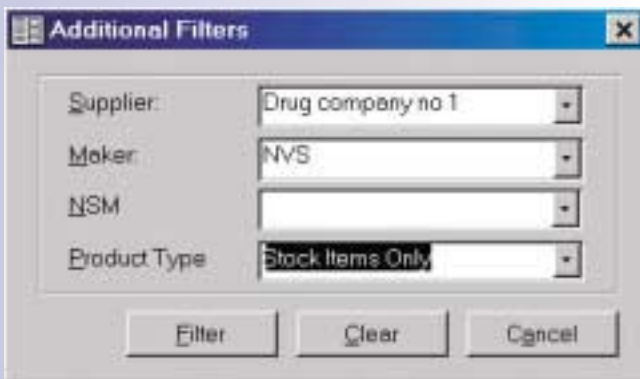 Additional Filters
Supplier: Drug company no 1
Maker: NVS
NSM
Product Type Stock Items Only
Filter Clear Cancel